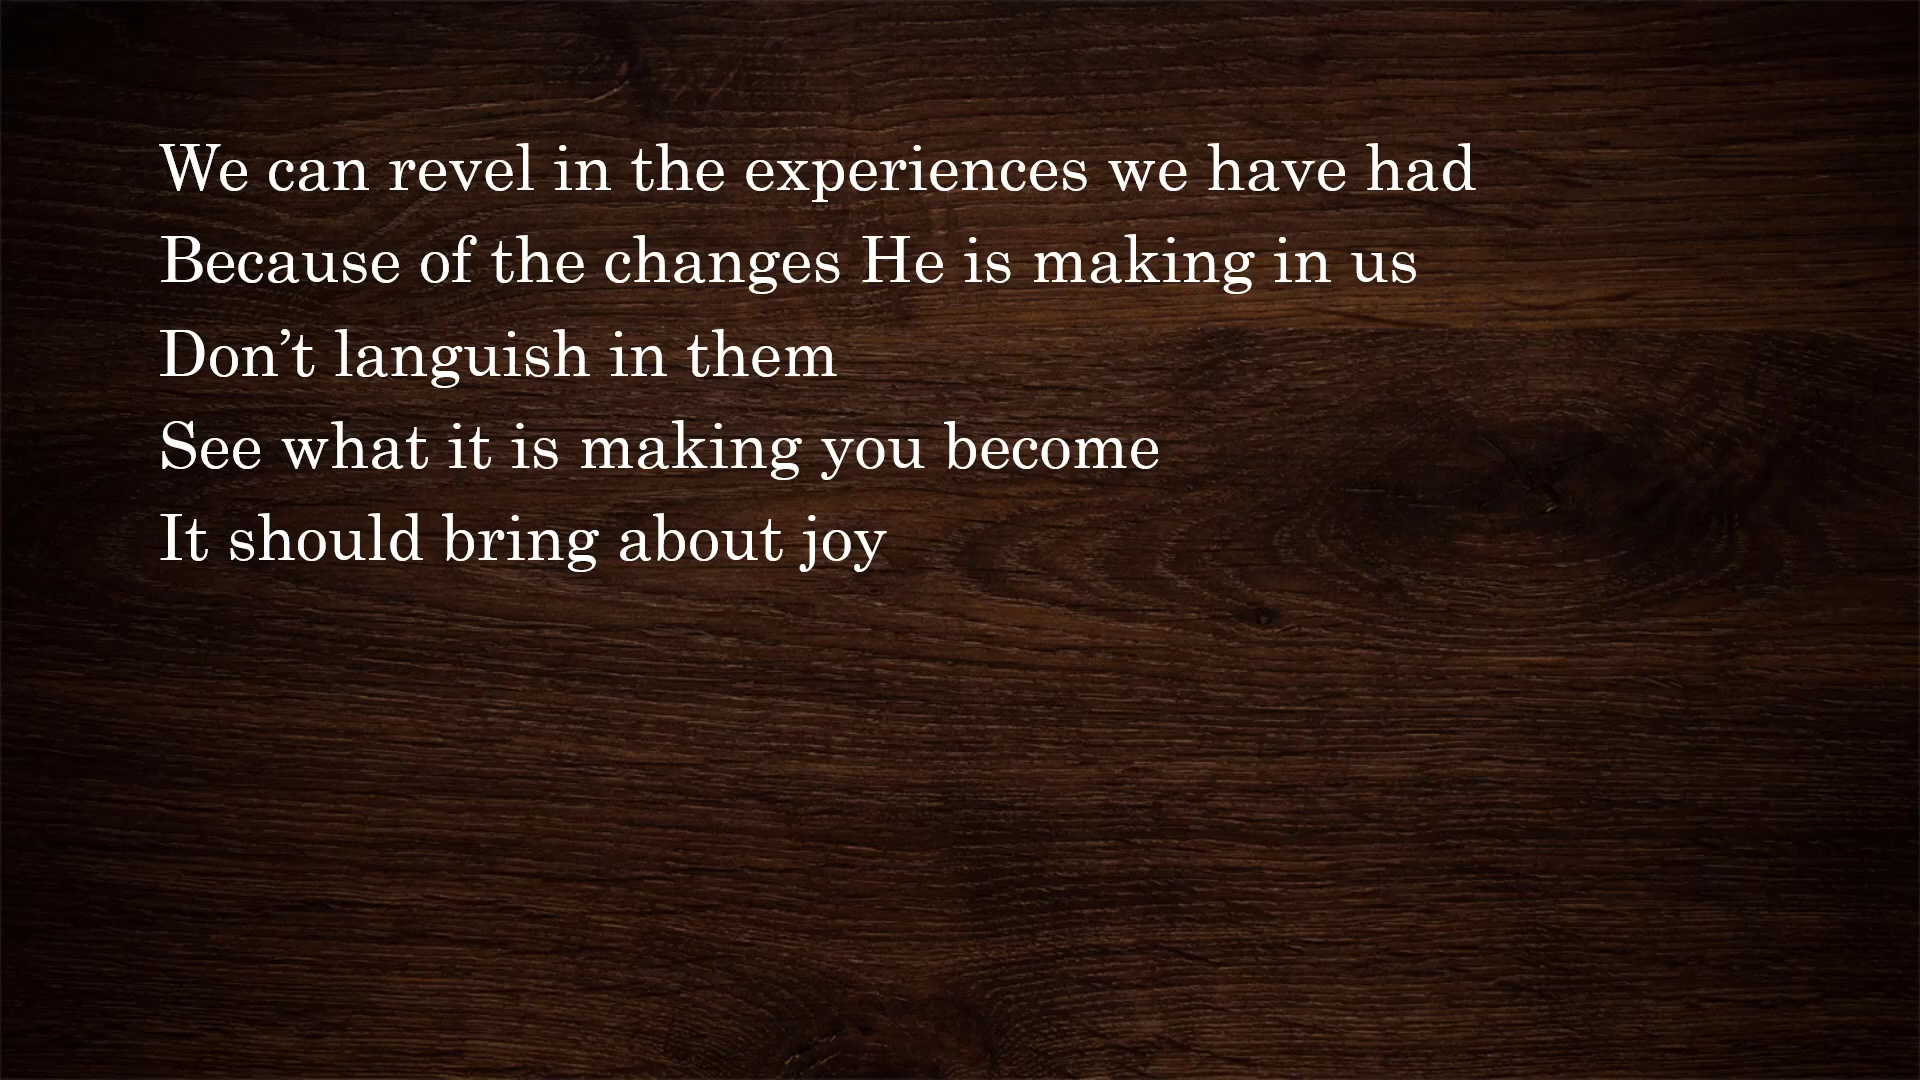 We can revel in the experiences we have had
Because of the changes He is making in us
Don’t languish in them
See what it is making you become
It should bring about joy